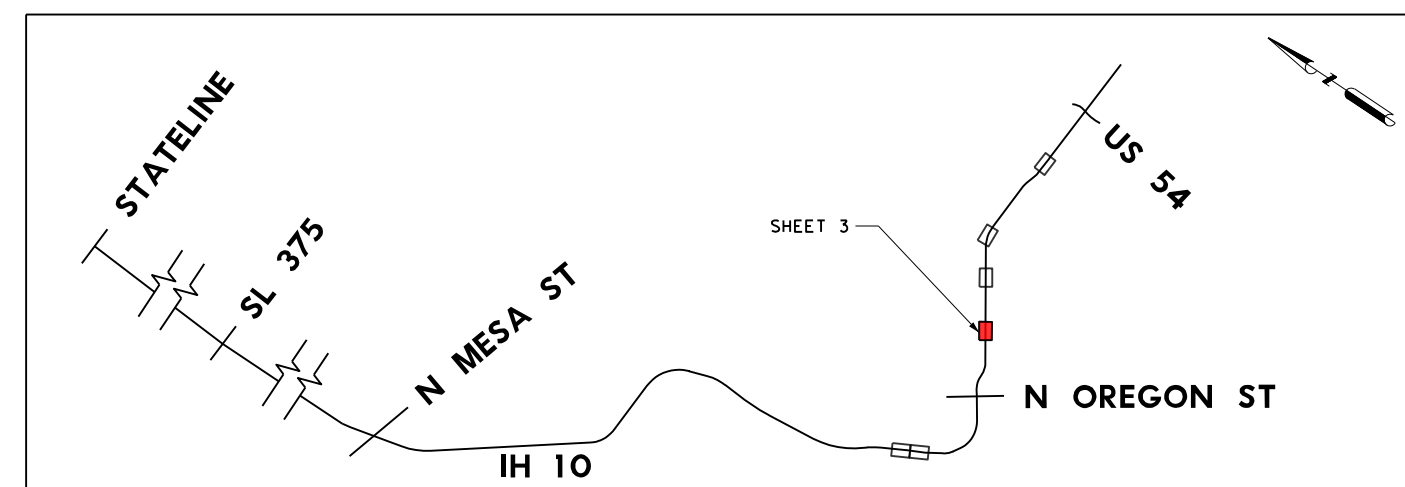 STATELINE
SL 375
N MESA ST
IH 10
SHEET 3
US 54
N OREGON ST
N